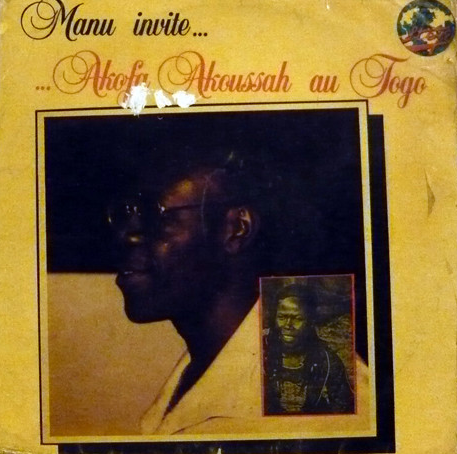 Manu invite...
...Akofa Akoussah au Togo